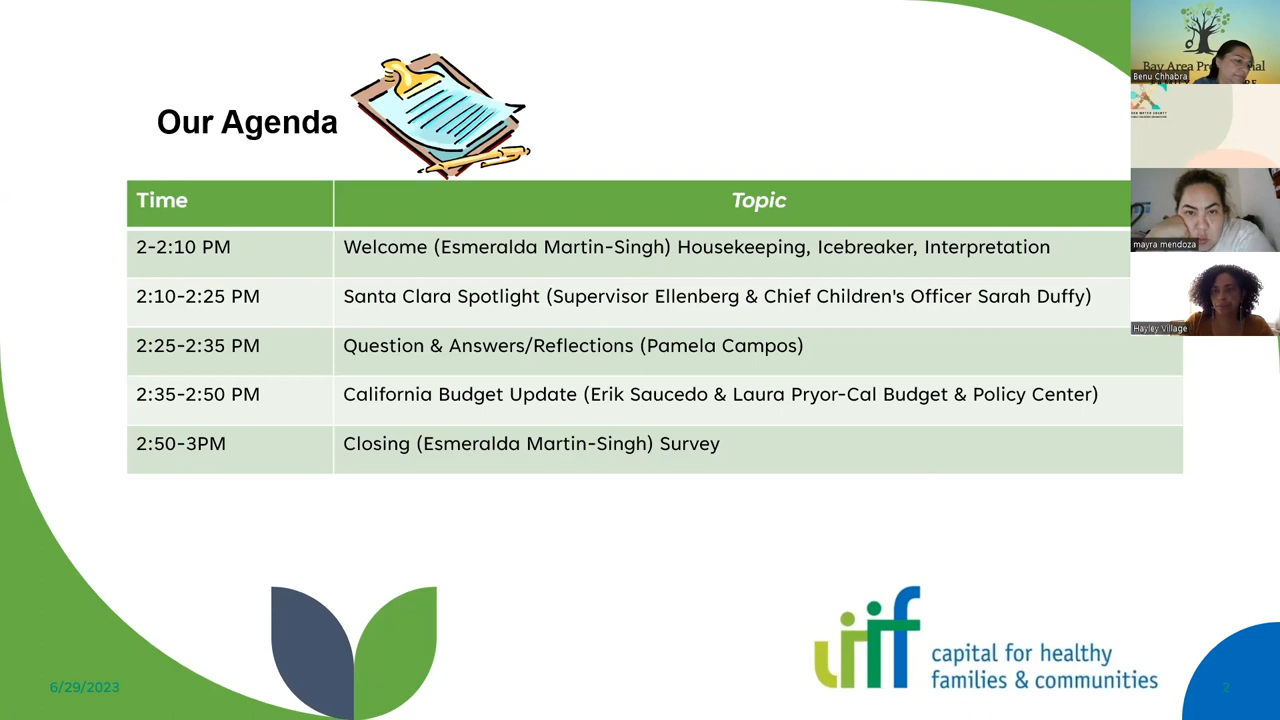 Our Agenda
Time
Topic
2-2:10 PM
Welcome (Esmeralda Martin-Singh) Housekeeping, Icebreaker, Interpretation
2:10-2:25 PM
Santa Clara Spotlight (Supervisor Ellenberg & Chief Children's Officer Sarah Duffy)
2:25-2:35 PM
Question & Answers/Reflections (Pamela Campos)
2:35-2:50 PM
California Budget Update (Erik Saucedo & Laura Pryor-Cal Budget & Policy Center)
2:50-3PM
Closing (Esmeralda Martin-Singh) Survey
liif
capital for healthy
families & communities
6/29/2023
2
Bay Area
Benu Chhabra
mayra mendoza
Hayley Village